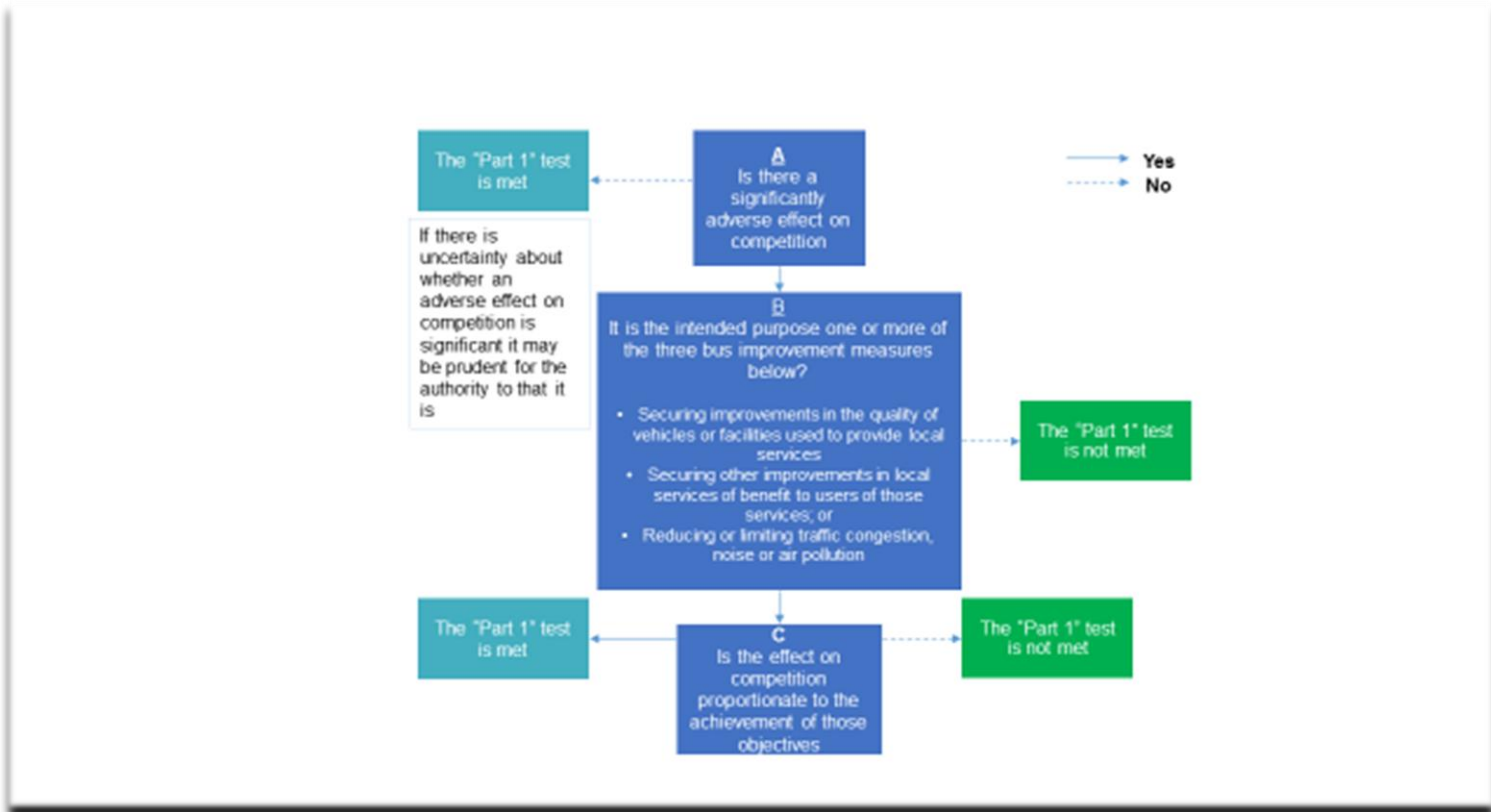 The "Part 1" test
is met
A
Is there a
significantly
adverse effect on
competition
Yes
No
If there is
uncertainty about
whether an
adverse effect on
competition is
significant it may
be prudent for the
authority to that it
is
B
It is the intended purpose one or more of
the three bus improvement measures
below?
• Securing improvements in the quality of
vehicles or facilities used to provide local
services
• Securing other improvements in local
services of benefit to users of those
services; or
• Reducing or limiting traffic congestion,
noise or air pollution
The "Part 1" test
is not met
The "Part 1" test
is met
C
Is the effect on
competition
proportionate to the
achievement of those
objectives
The "Part 1" test
is not met